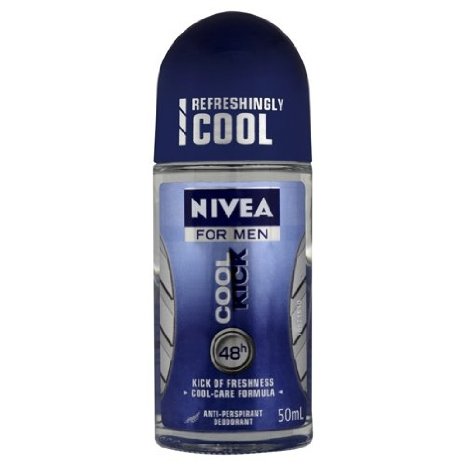 REFRESHINGLY
COOL
NIVEA
FOR MEN
COOL
KICK
48h
KICK OF FRESHNESS
COOL-CARE FORMULA
ANTI-PERSPIRANT
DEODORANT
50mL